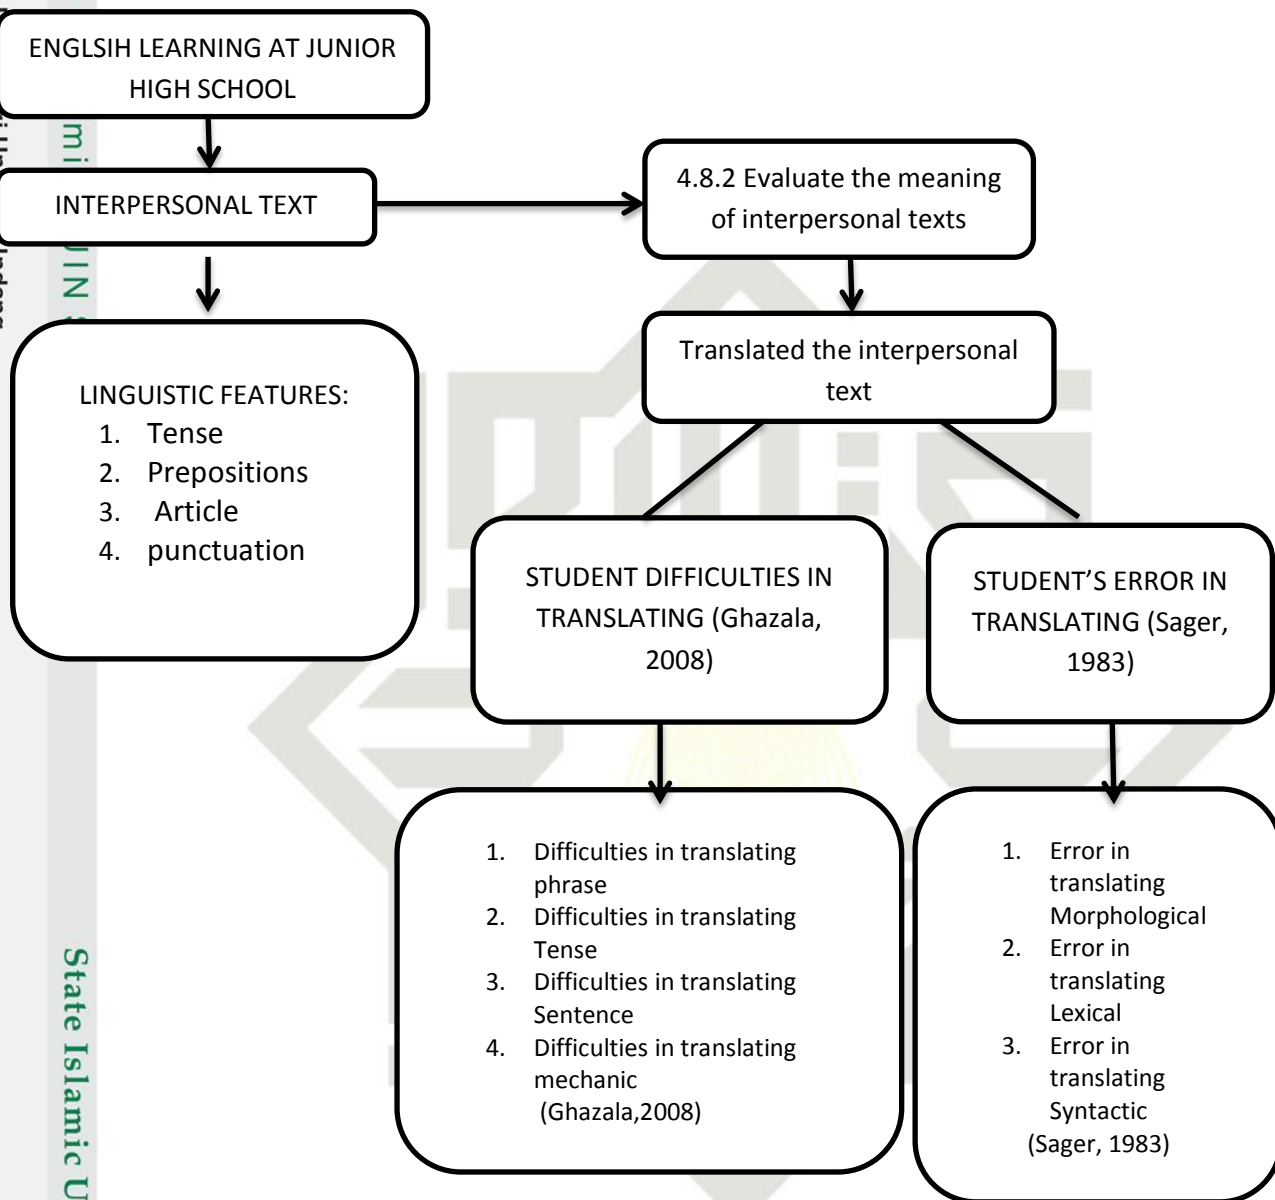 ENGLSIH LEARNING AT JUNIOR
HIGH SCHOOL
INTERPERSONAL TEXT
4.8.2 Evaluate the meaning
of interpersonal texts
Translated the interpersonal
text
LINGUISTIC FEATURES:
1. Tense
2. Prepositions
3. Article
4. punctuation
STUDENT DIFFICULTIES IN
TRANSLATING (Ghazala,
2008)
STUDENT’S ERROR IN
TRANSLATING (Sager,
1983)
1. Difficulties in translating
phrase
2. Difficulties in translating
Tense
3. Difficulties in translating
Sentence
4. Difficulties in translating
mechanic
(Ghazala,2008)
1. Error in
translating
Morphological
2. Error in
translating
Lexical
3. Error in
translating
Syntactic
(Sager, 1983)
State Islamic U